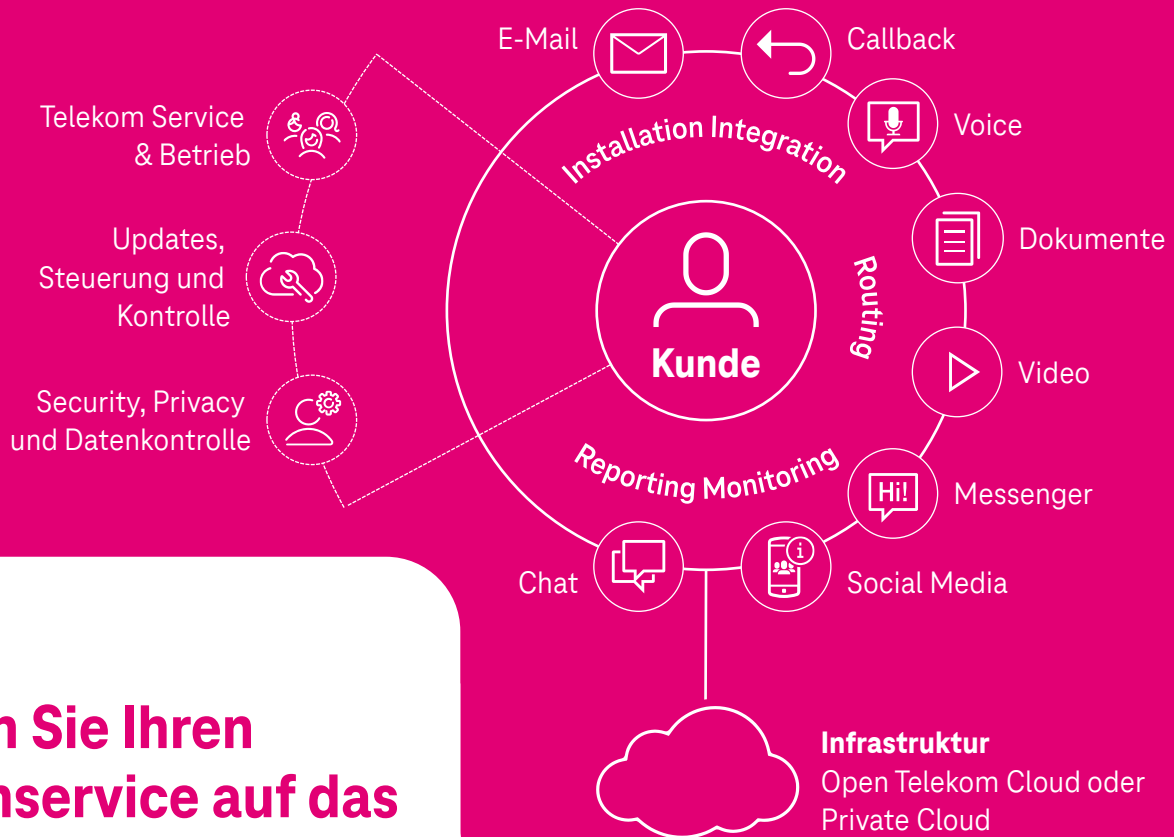 E-Mail
Callback
Telekom Service
& Betrieb
Voice
Installation Integration
Updates,
Steuerung und
Kontrolle
Dokumente
Routing
Kunde
Video
Security, Privacy
und Datenkontrolle
Reporting Monitoring
Hi!
Messenger
Chat
i
Social Media
Sie Ihren
auf das
Infrastruktur
Open Telekom Cloud oder
Private Cloud